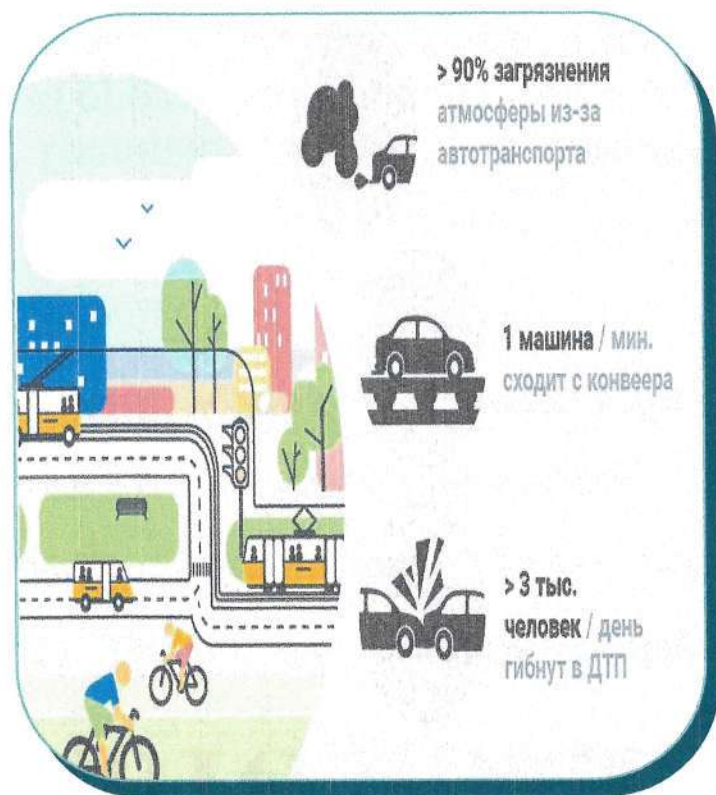 > 90% загрязнения
атмосферы из-за
автотранспорта
1 машина / мин.
сходит с конвеера
> 3 тыс.
человек / день
гибнут в ДТП